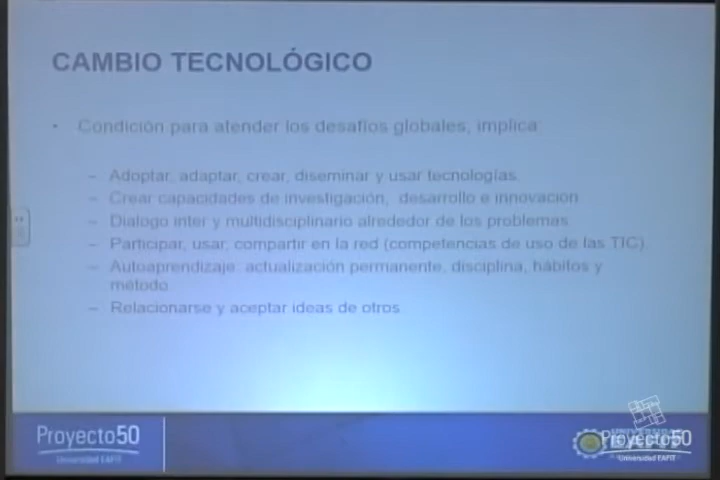 CAMBIO TECNOLÓGICO
• Condición para atender los desafíos globales, implica:
– Adoptar, adaptar, crear, diseminar y usar tecnologías.
– Crear capacidades de investigación, desarrollo e innovación
– Dialogo inter y multidisciplinario alrededor de los problemas
– Participar, usar, compartir en la red (competencias de uso de las TIC)
– Autoaprendizaje: actualización permanente, disciplina, hábitos y
método
– Relacionarse y aceptar ideas de otros
Proyecto50
Universidad EAFIT
Proyecto50
Universidad EAFIT